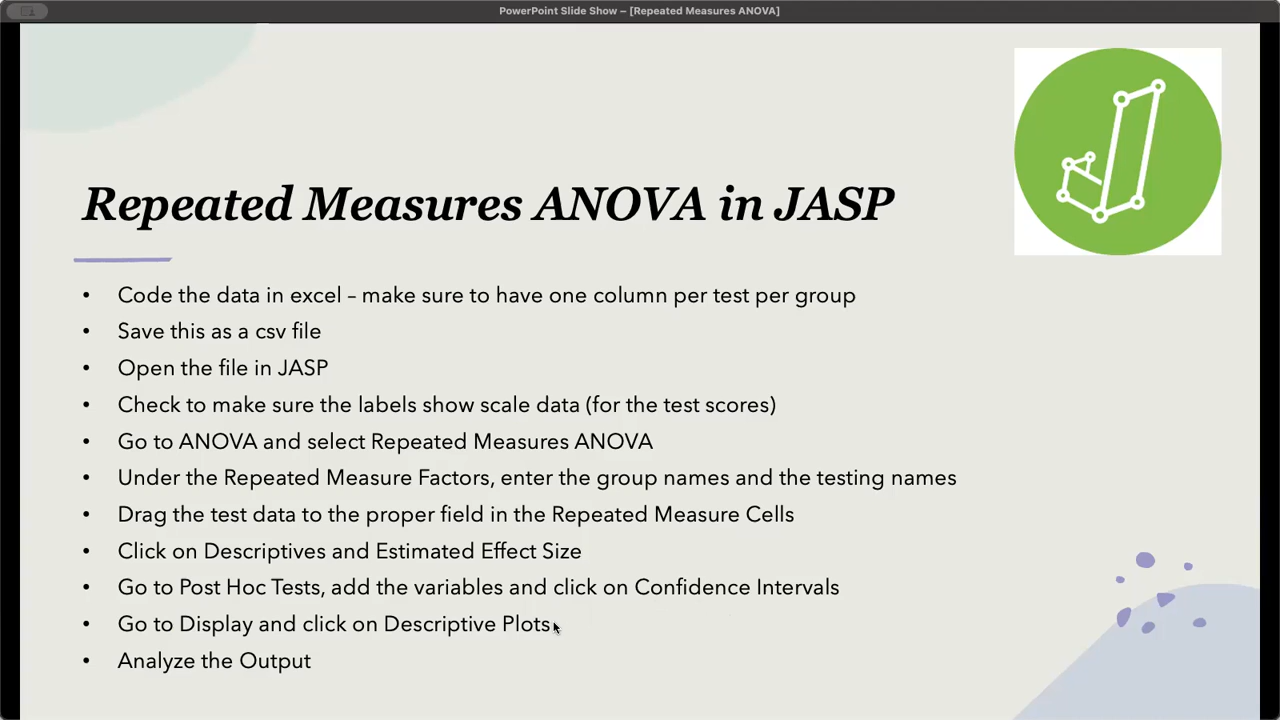 PowerPoint Slide Show – [Repeated Measures ANOVA]
Repeated Measures ANOVA in JASP
• Code the data in excel – make sure to have one column per test per group
• Save this as a csv file
• Open the file in JASP
• Check to make sure the labels show scale data (for the test scores)
• Go to ANOVA and select Repeated Measures ANOVA
• Under the Repeated Measure Factors, enter the group names and the testing names
• Drag the test data to the proper field in the Repeated Measure Cells
• Click on Descriptives and Estimated Effect Size
• Go to Post Hoc Tests, add the variables and click on Confidence Intervals
• Go to Display and click on Descriptive Plots
• Analyze the Output